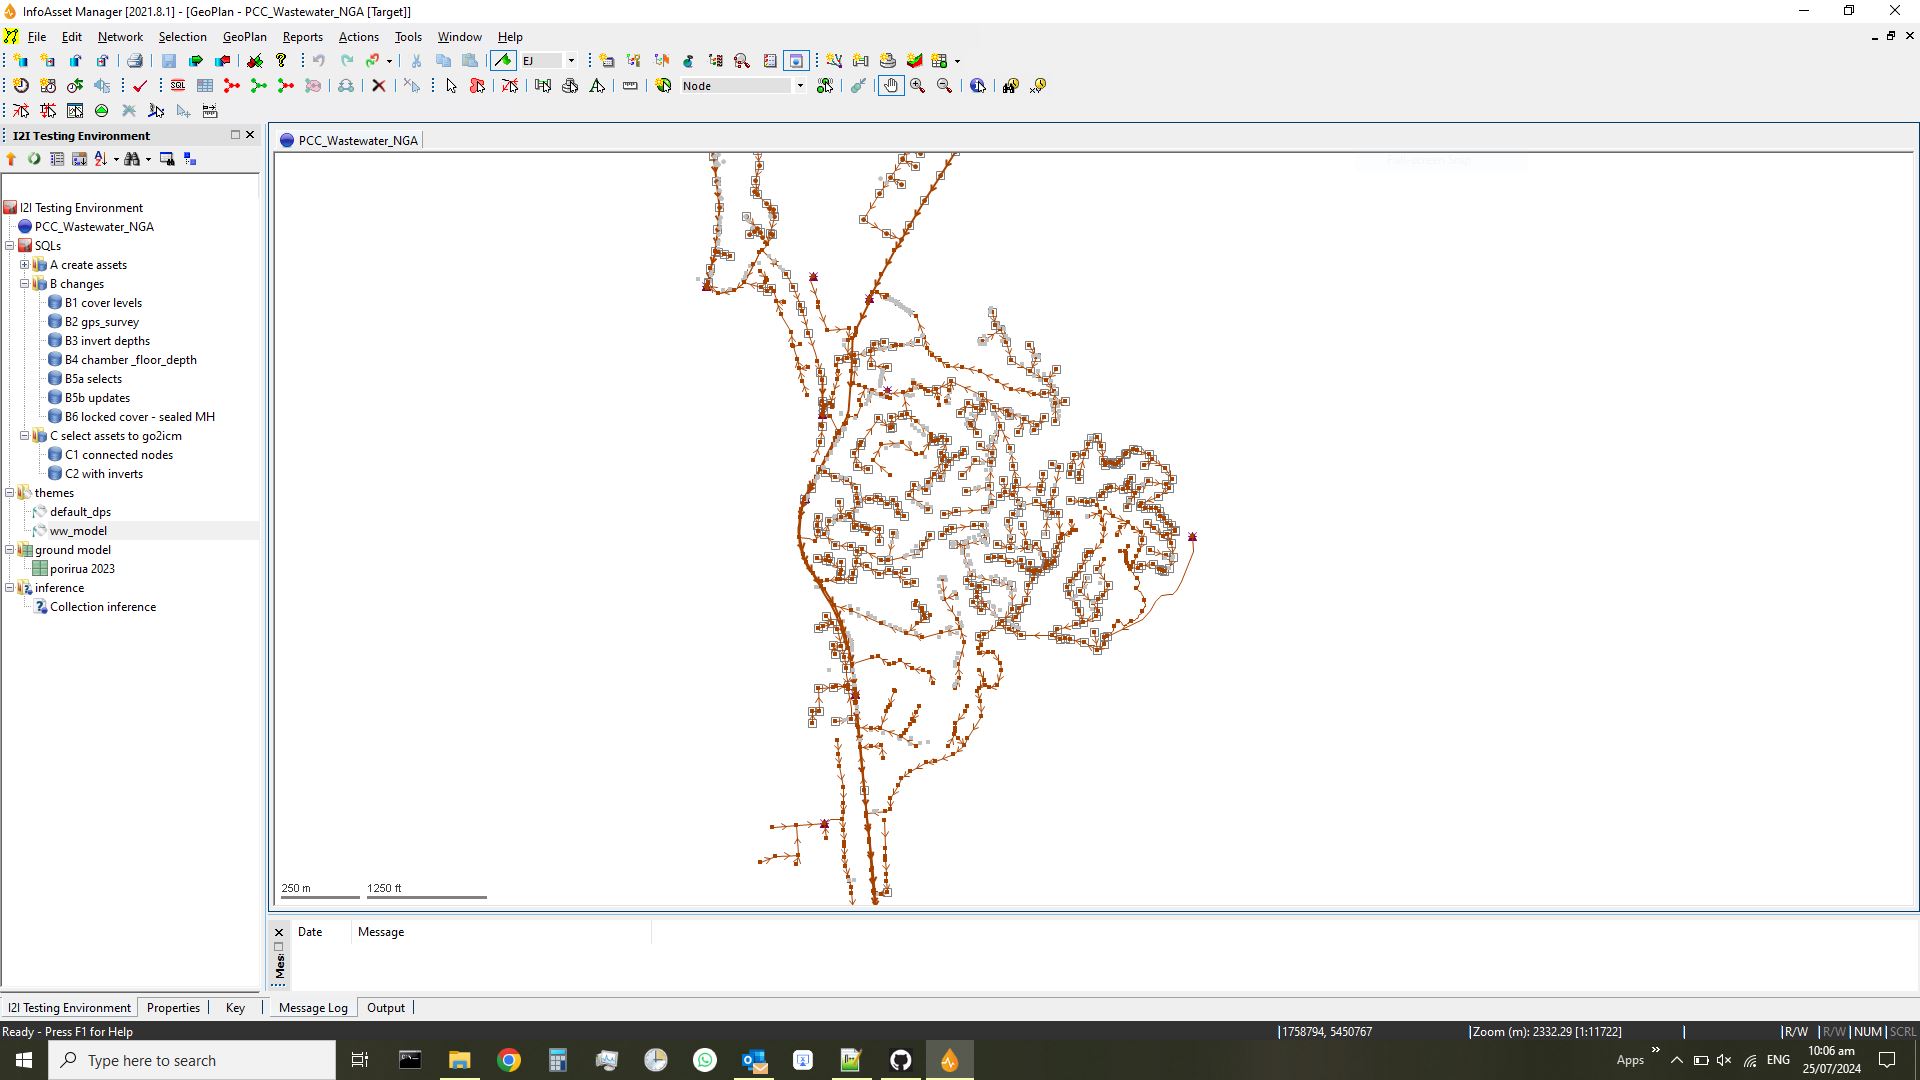 InfoAsset Manager [2021.8.1] - [GeoPlan - PCC_Wastewater_NGA [Target]]
File Edit Network Selection GeoPlan Reports Actions Tools Window Help
EJ
SQL
Node
I2I Testing Environment
PCC_Wastewater_NGA
I2I Testing Environment
PCC_Wastewater_NGA
SQLs
A create assets
B changes
B1 cover levels
B2 gps_survey
B3 invert depths
B4 chamber _floor_depth
B5a selects
B5b updates
B6 locked cover - sealed MH
C select assets to go2icm
C1 connected nodes
C2 with inverts
themes
default_dps
ww_model
ground model
porirua 2023
inference
Collection inference
250 m 1250 ft
Date Message
I2I Testing Environment Properties Key Message Log Output
Ready - Press F1 for Help 1758794, 5450767 Zoom (m): 2332.29 [1:11722] R/W R/W NUM SCRL
Type here to search Apps ENG 10:06 am
25/07/2024